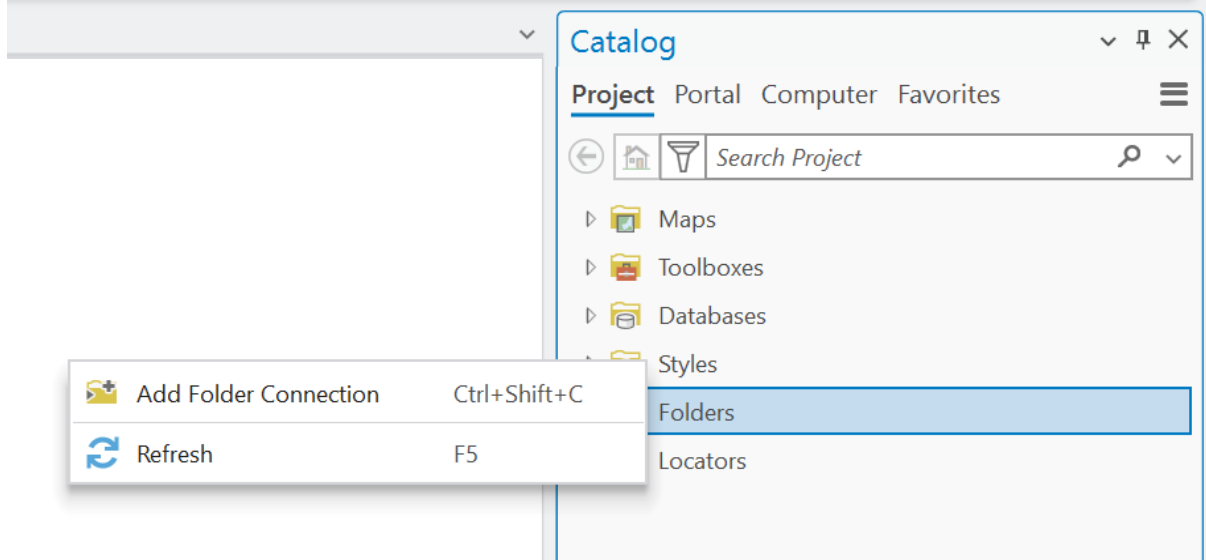 Catalog
Project Portal Computer Favorites
Search Project
Maps
Toolboxes
Databases
Styles
Add Folder Connection Ctrl+Shift+C
Folders
Refresh F5
Locators